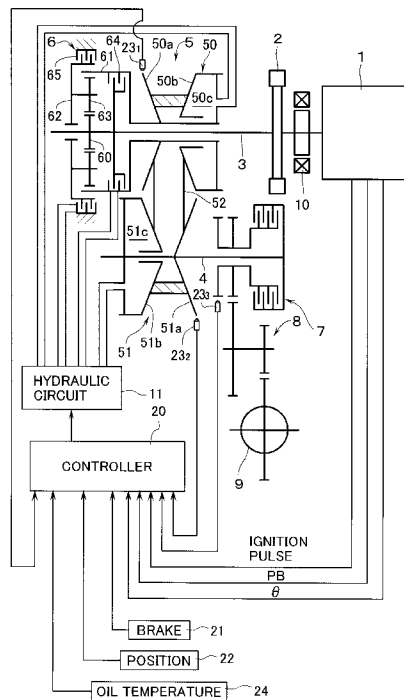 6
61
64
23₁
50a
5
50
2
1
65
50b
50c
62
63
60
3
10
52
51c
4
23₃
7
8
51
51b
51a
23₂
HYDRAULIC
CIRCUIT
11
20
9
CONTROLLER
IGNITION
PULSE
PB
θ
BRAKE
21
POSITION
22
OIL TEMPERATURE
24